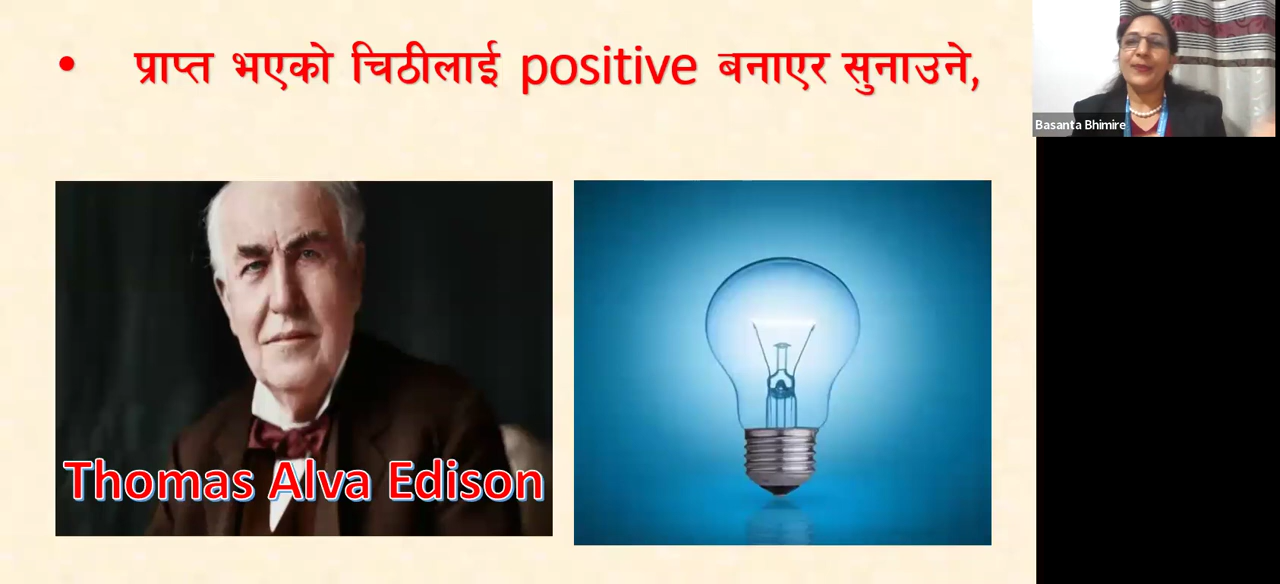 • प्राप्त भएको चिठीलाई positive बनाएर सुनाउने,
Basanta Bhimire
Thomas Alva Edison